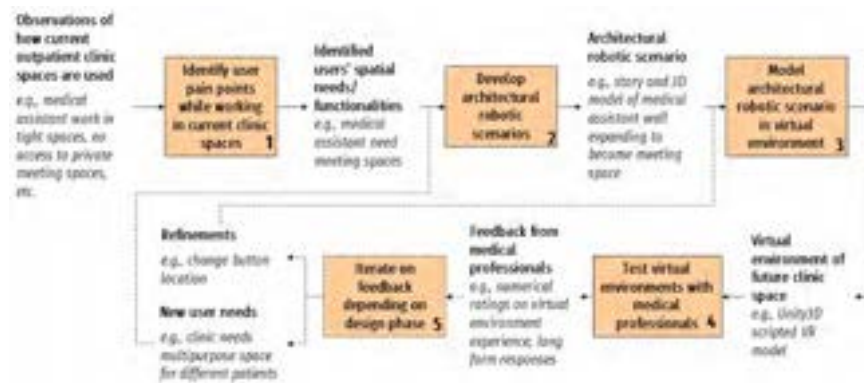 Observations of
how current
outpatient clinic
spaces are used
e.g., medical
assistant work in
tight spaces, no
access to private
meeting spaces,
etc.
Identify user
pain points
while working
in current clinic
spaces 1
Identified
users' spatial
needs/
functionalities
e.g., medical
assistant need
meeting spaces
Develop
architectural
robotic
scenarios
2
Architectural
robotic scenario
e.g., story and 3D
model of medical
assistant wall
expanding to
become meeting
space
Model
architectural
robotic scenario
in virtual
environment 3
Refinements
e.g., change button
location
New user needs
e.g., clinic needs
multipurpose space
for different patients
Iterate on
feedback
depending on
design phase 5
Feedback from
medical
professionals
e.g., numerical
ratings on virtual
environment
experience, long
form responses
Test virtual
environments with
medical
professionals 4
Virtual
environment of
future clinic
space
e.g., Unity3D
scripted VR
model